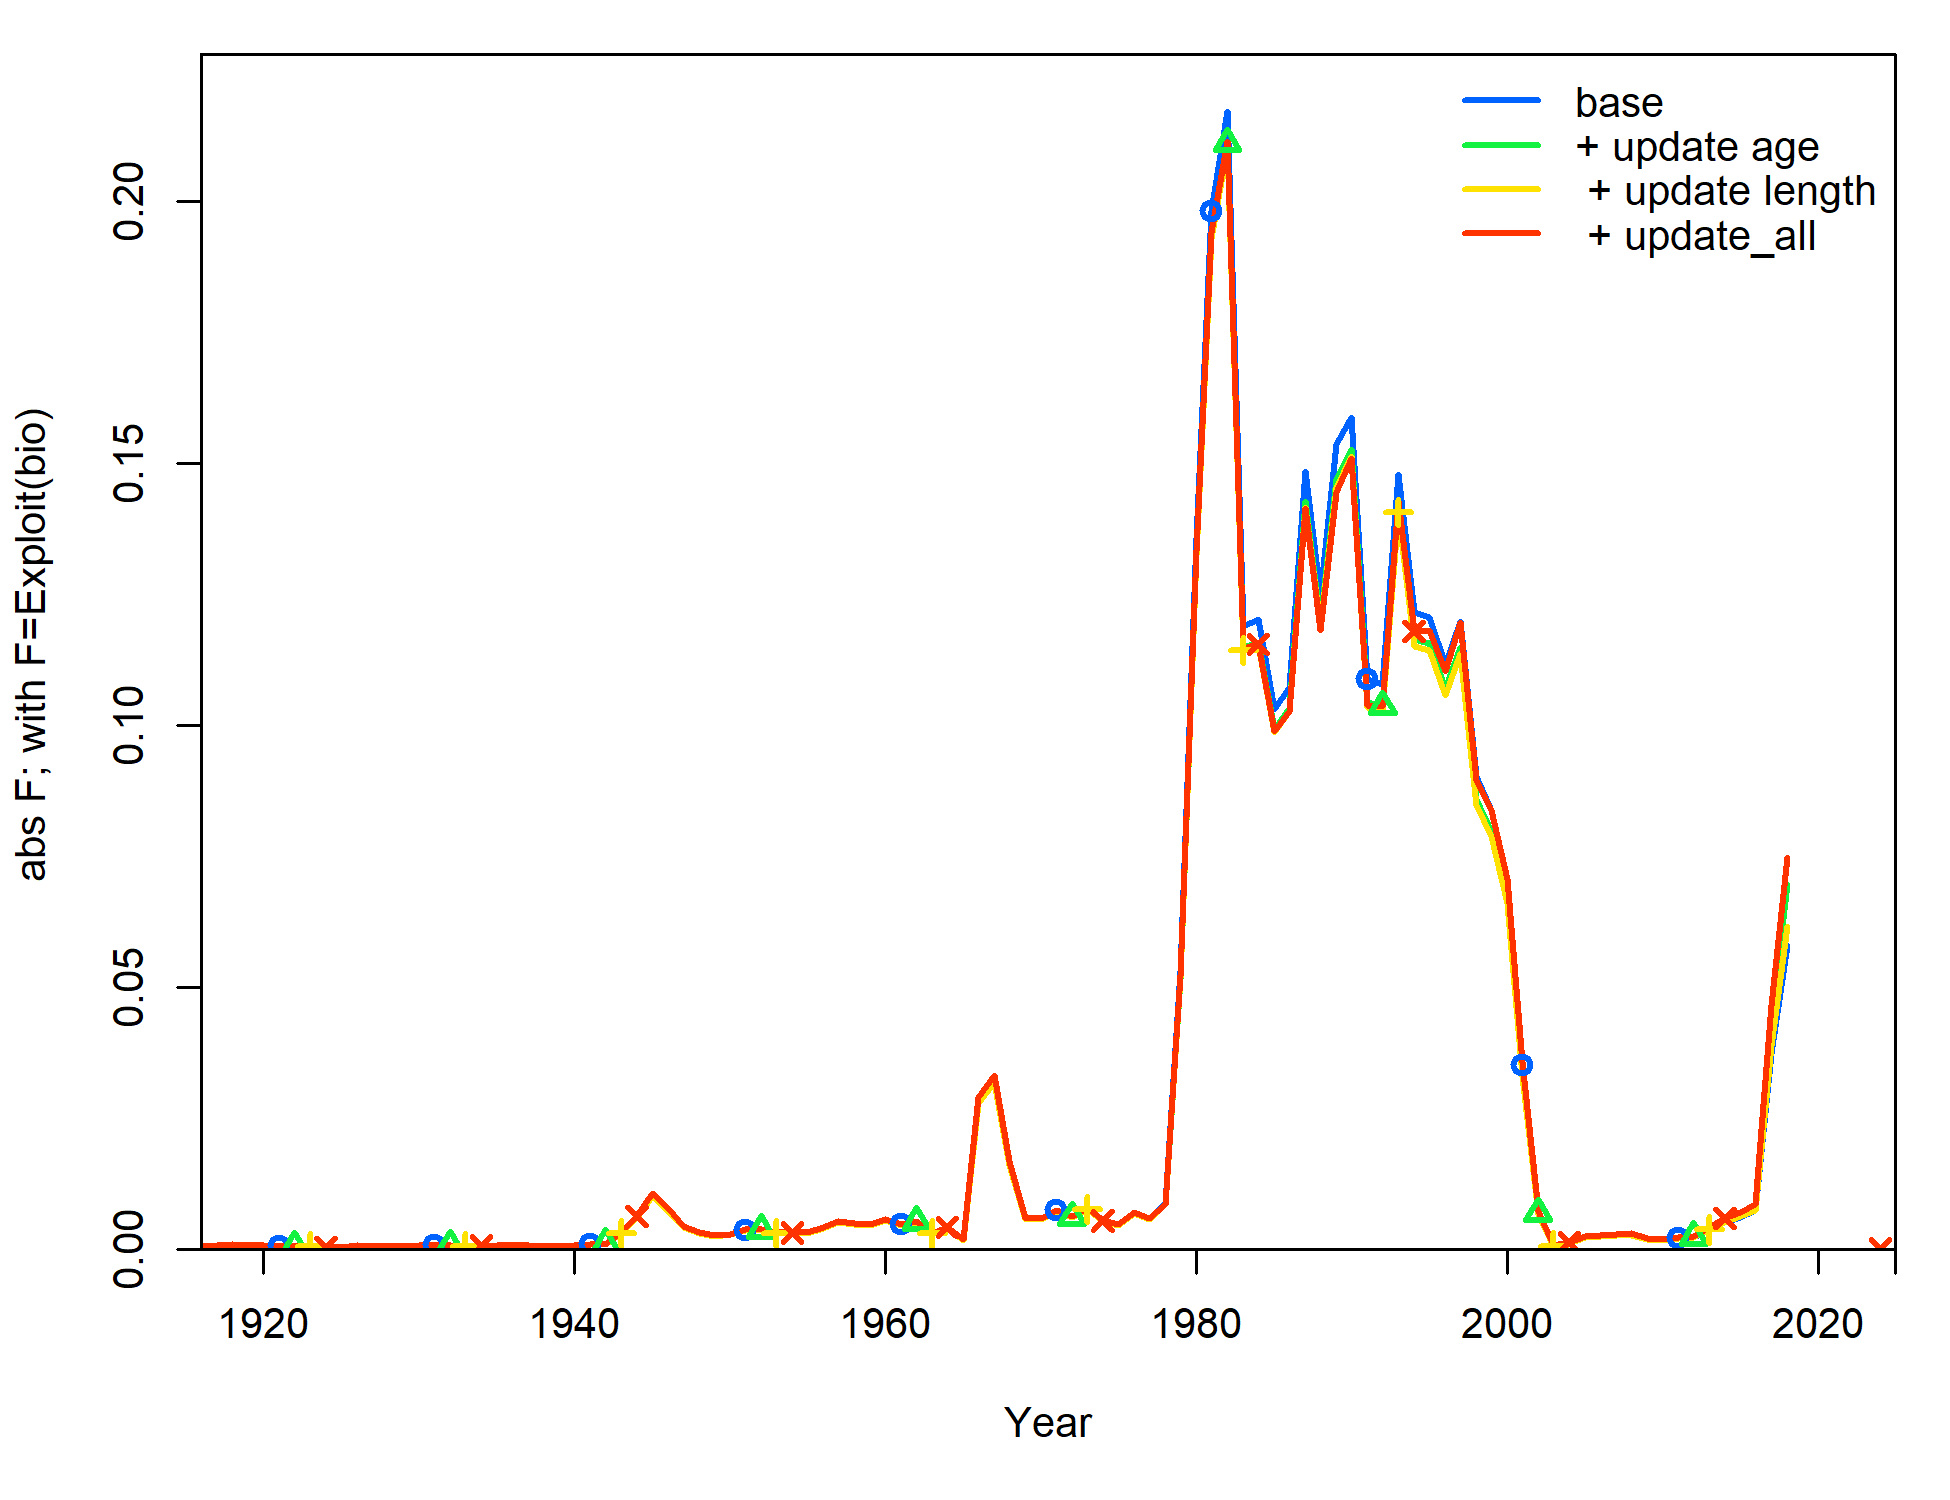 base
+ update age
+ update length
+ update_all
abs F; with F=Exploit(bio)
0.20
0.15
0.10
0.05
0.00
1920 1940 1960 1980 2000 2020
Year